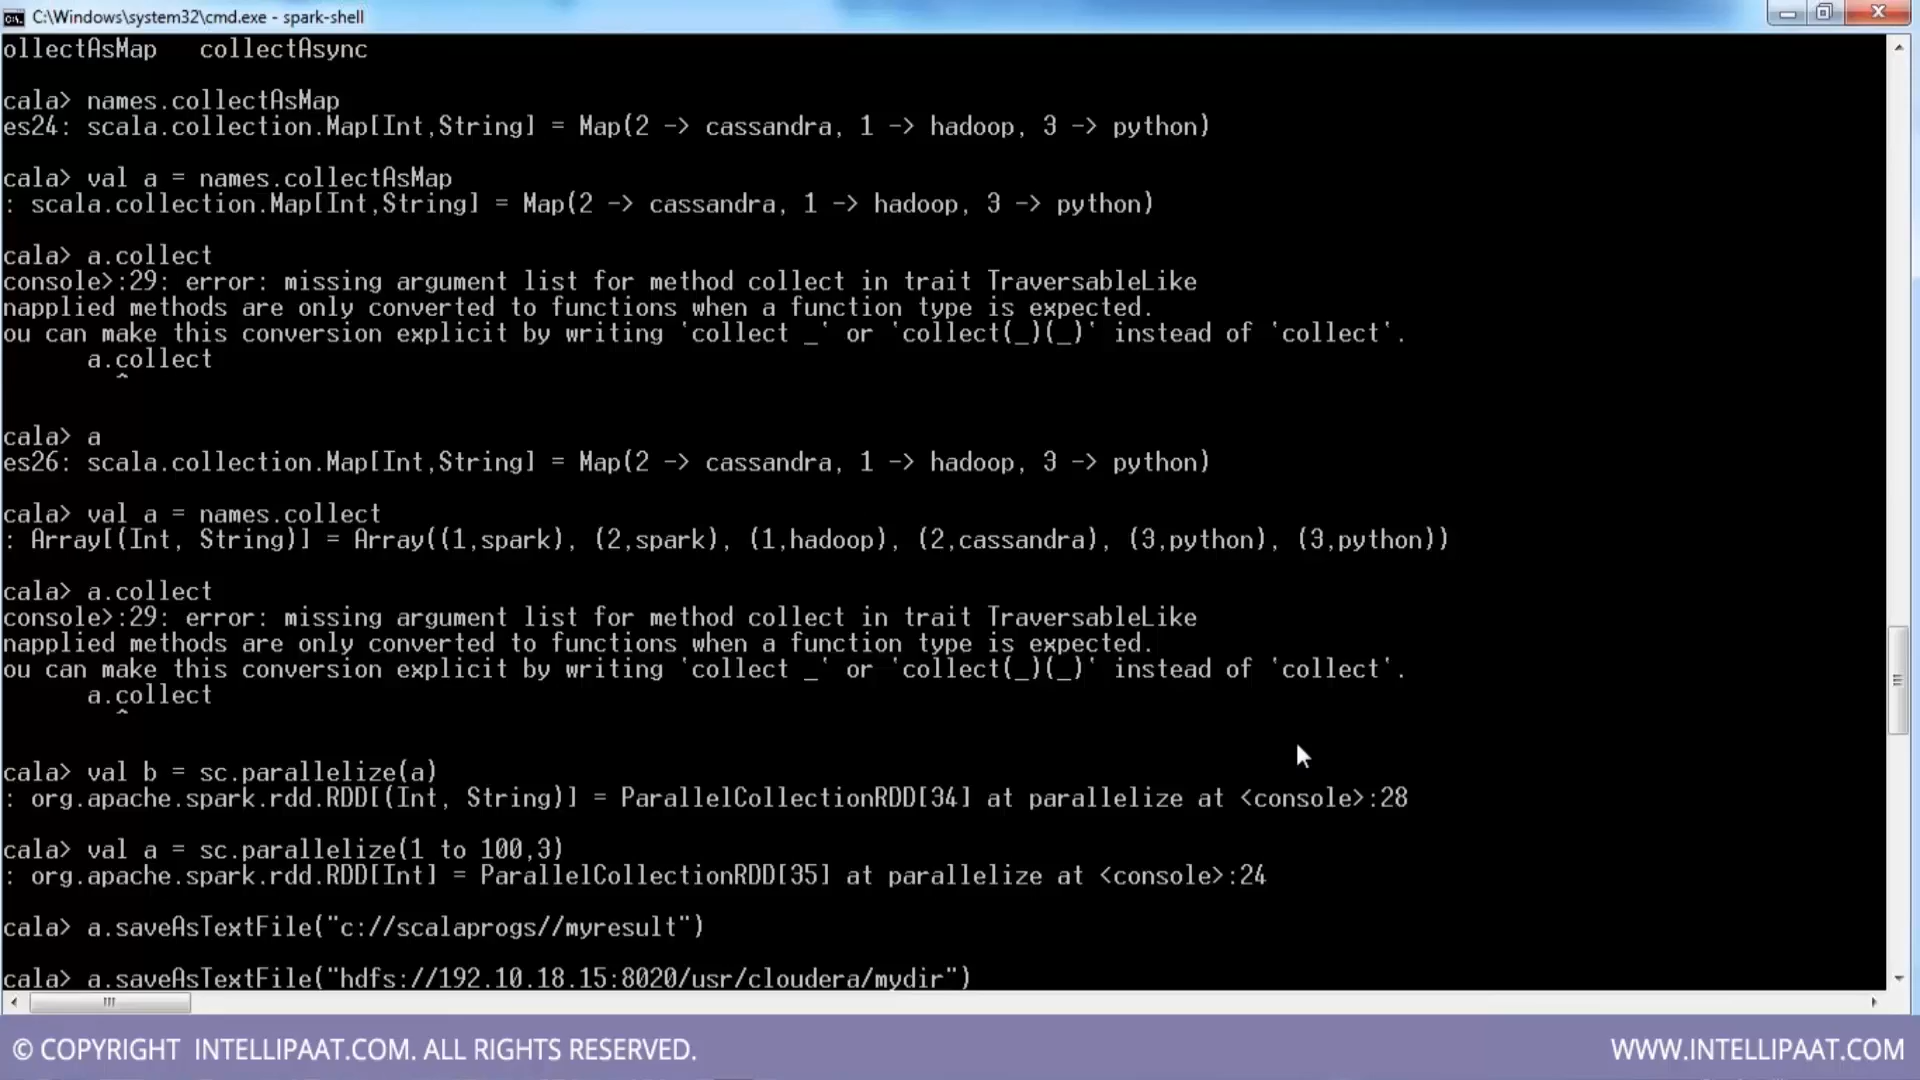 C:\Windows\system32\cmd.exe - spark-shell
ollectAsMap   collectAsync
cala> names.collectAsMap
es24: scala.collection.Map[Int,String] = Map(2 -> cassandra, 1 -> hadoop, 3 -> python)
cala> val a = names.collectAsMap
: scala.collection.Map[Int,String] = Map(2 -> cassandra, 1 -> hadoop, 3 -> python)
cala> a.collect
console>:29: error: missing argument list for method collect in trait TraversableLike
napplied methods are only converted to functions when a function type is expected.
ou can make this conversion explicit by writing 'collect _' or 'collect(_)(_)' instead of 'collect'.
      a.collect
        ^
cala> a
es26: scala.collection.Map[Int,String] = Map(2 -> cassandra, 1 -> hadoop, 3 -> python)
cala> val a = names.collect
: Array[(Int, String)] = Array((1,spark), (2,spark), (1,hadoop), (2,cassandra), (3,python), (3,python))
cala> a.collect
console>:29: error: missing argument list for method collect in trait TraversableLike
napplied methods are only converted to functions when a function type is expected.
ou can make this conversion explicit by writing 'collect _' or 'collect(_)(_)' instead of 'collect'.
      a.collect
        ^
cala> val b = sc.parallelize(a)
: org.apache.spark.rdd.RDD[(Int, String)] = ParallelCollectionRDD[34] at parallelize at <console>:28
cala> val a = sc.parallelize(1 to 100,3)
: org.apache.spark.rdd.RDD[Int] = ParallelCollectionRDD[35] at parallelize at <console>:24
cala> a.saveAsTextFile("c://scalaprogs//myresult")
cala> a.saveAsTextFile("hdfs://192.10.18.15:8020/usr/cloudera/mydir")
© COPYRIGHT INTELLIPAAT.COM. ALL RIGHTS RESERVED.
WWW.INTELLIPAAT.COM